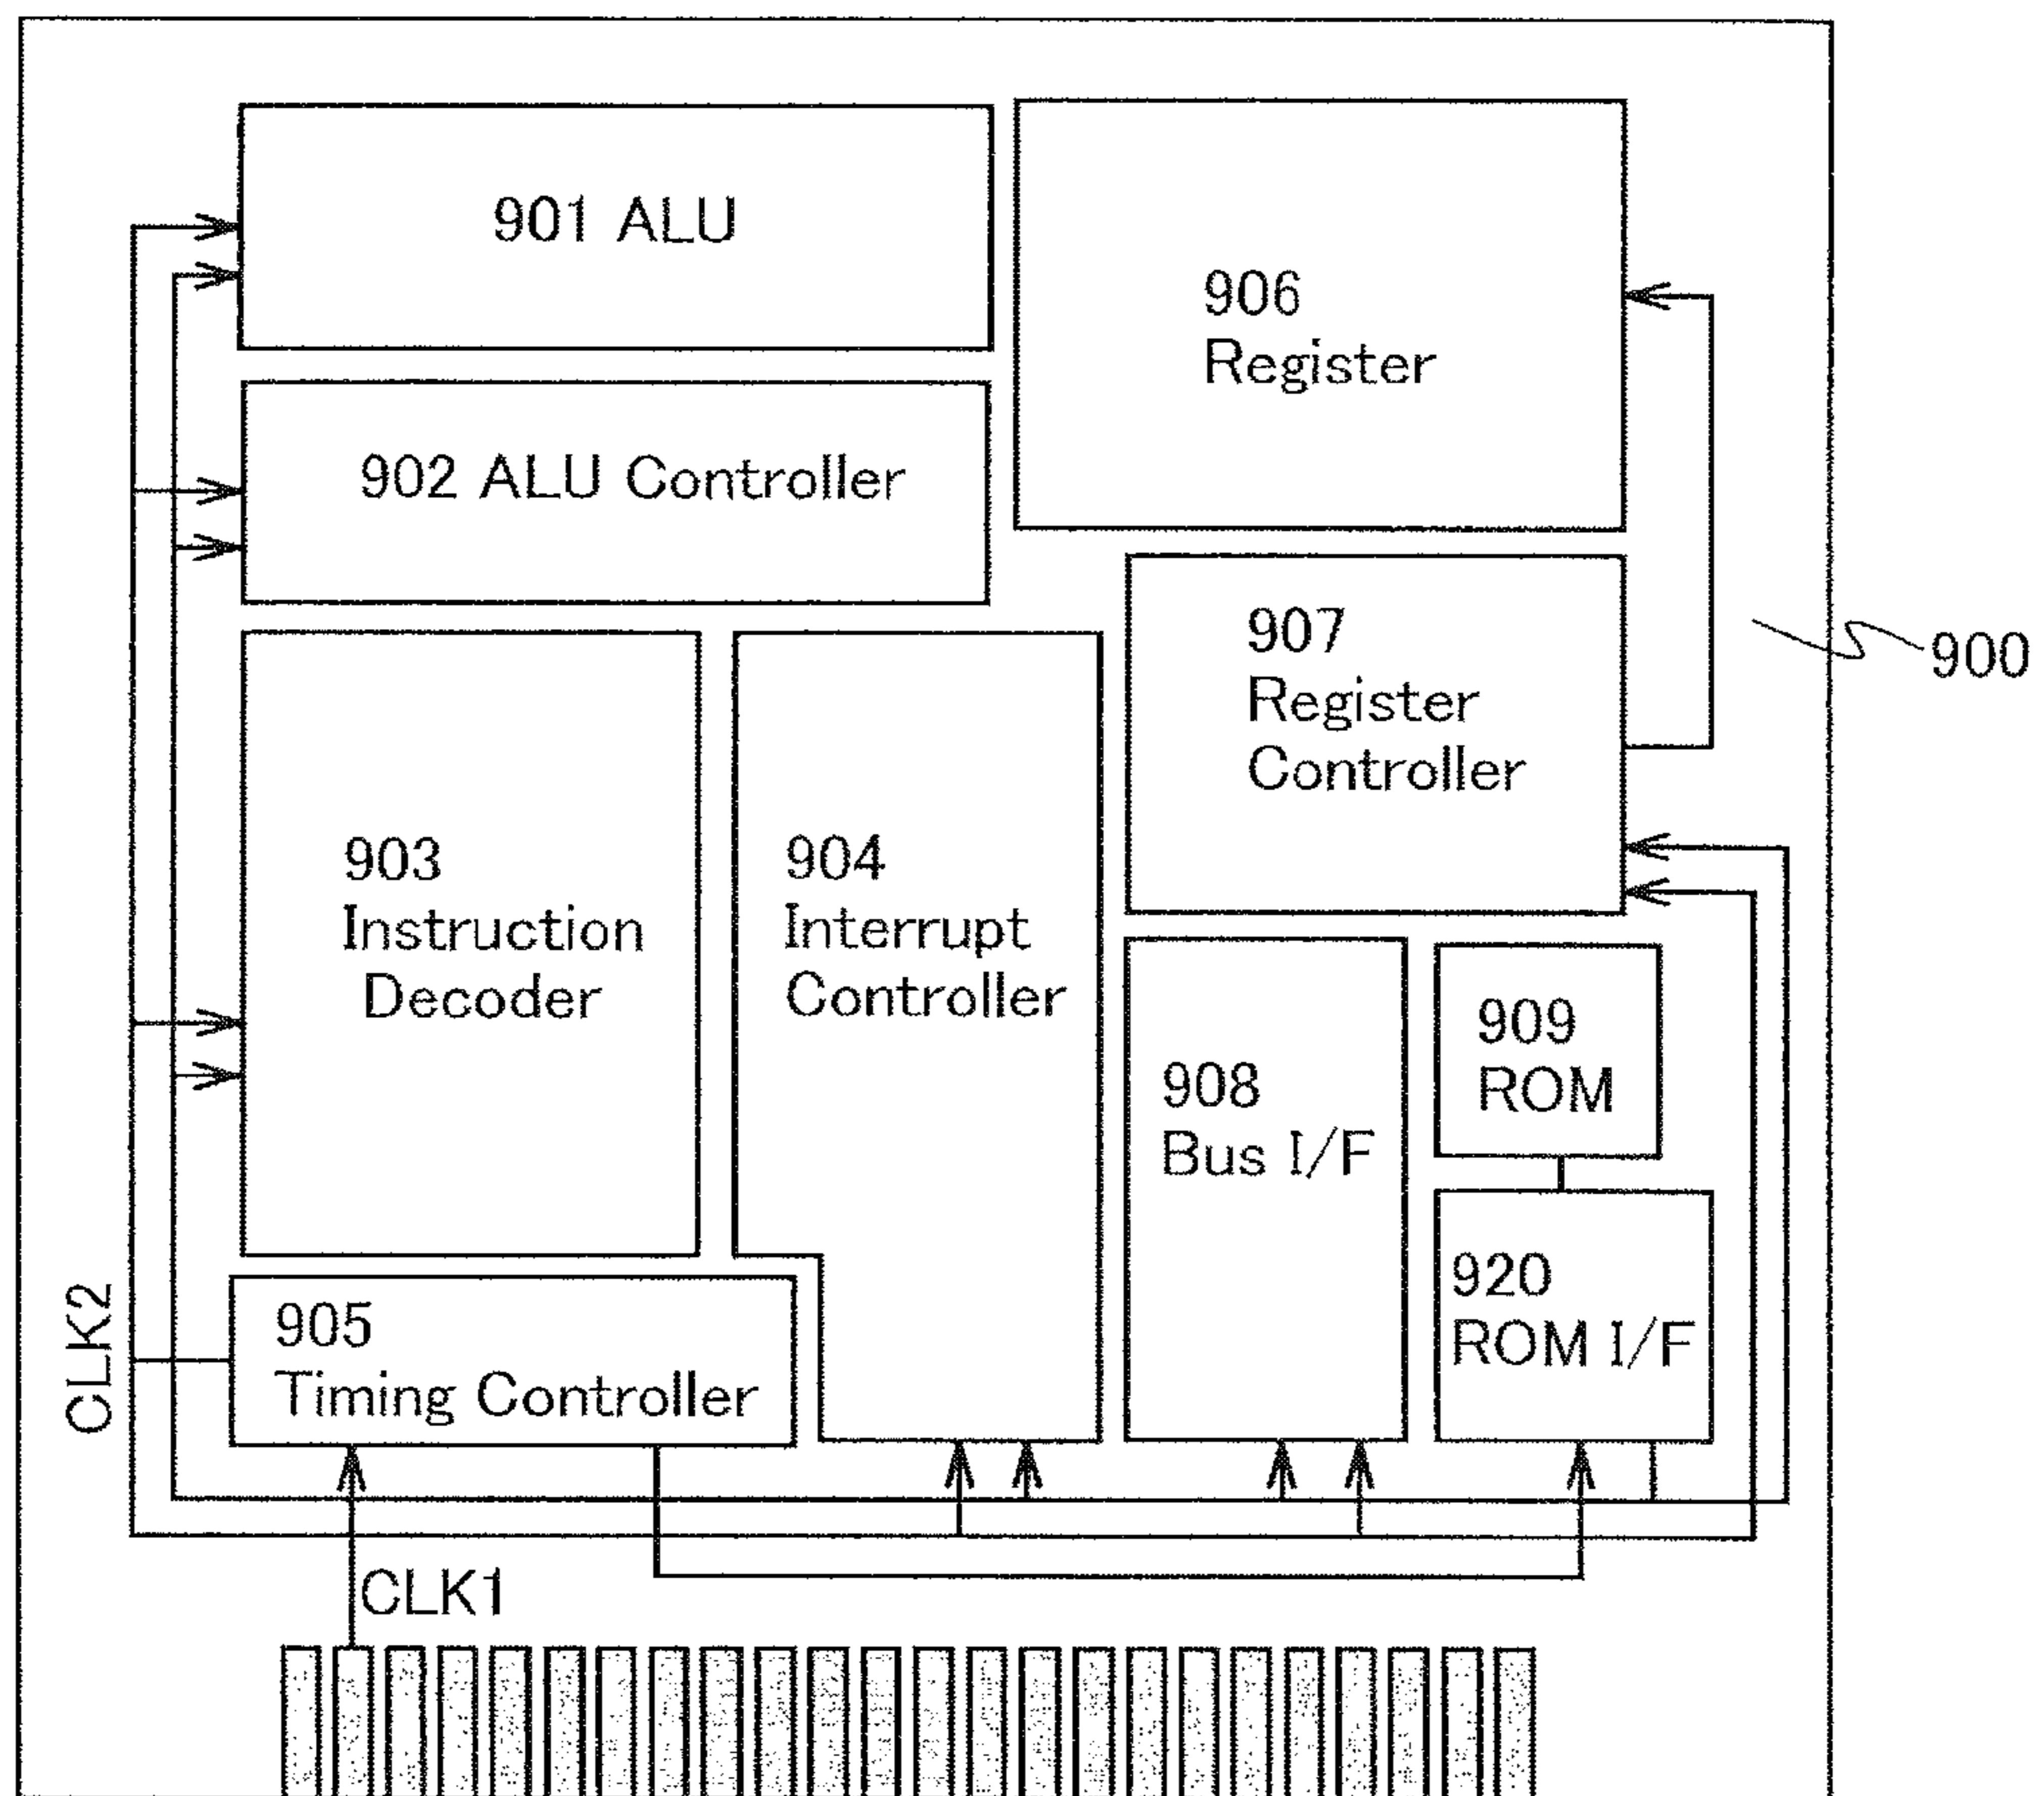 901 ALU
906
Register
902 ALU Controller
907
Register
Controller
900
903
Instruction
Decoder
904
Interrupt
Controller
909
ROM
908
Bus I/F
920
ROM I/F
905
Timing Controller
CLK2
CLK1